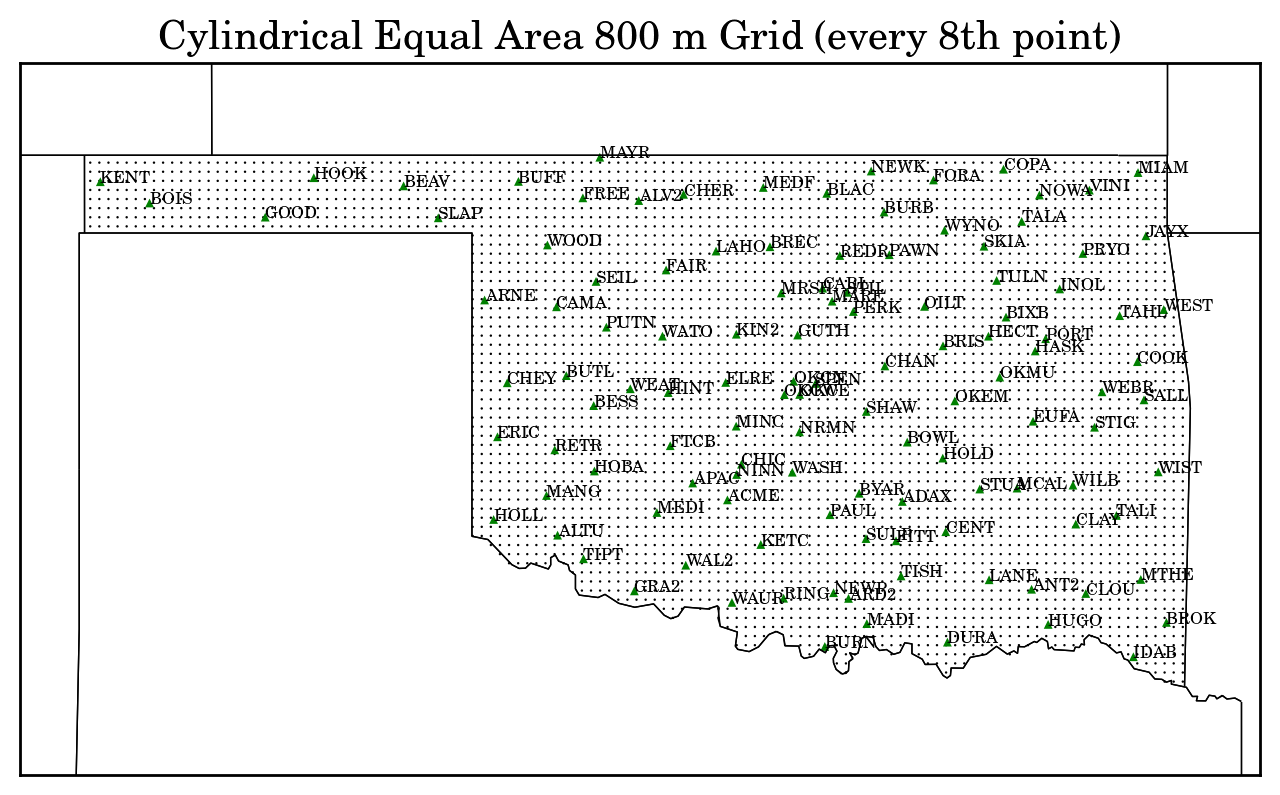 Cylindrical Equal Area 800 m Grid (every 8th point)
MAYR
KENT
HOOK
BEAV
BUFF
BOIS
GOOD
SLAP
FREE
ALV2
CHER
MEDF
BLAC
NEWK
FORA
COPA
MIAM
NOWA
VINI
BURB
WYNO
TALA
JAYX
WOOD
LAHO
BREC
REDR
PAWN
SKIA
PRYO
FAIR
SEIL
TULN
INOL
ARNE
CAMA
MRSH
CARL
STIL
MARE
PERK
OILT
BIXB
TAHL
WEST
PUTN
WATO
KIN2
GUTH
BRIS
HECT
PORT
HASK
CHAN
COOK
CHEY
BUTL
WEAT
HINT
ELRE
SPEN
OKMU
WEBR
SALL
BESS
SHAW
OKEM
EUFA
STIG
MINC
NRMN
ERIC
RETR
FTCB
BOWL
HOLD
HOBA
CHIC
NINN
WASH
WIST
APAC
MANG
ACME
BYAR
ADAX
STUA
MCAL
WILB
HOLL
MEDI
PAUL
CLAY
TALI
ALTU
KETC
SULP
FITT
CENT
TIPT
WAL2
TISH
LANE
ANT2
CLOU
MTHE
GRA2
WAUR
RING
NEWP
ARD2
MADI
HUGO
BROK
BURN
DURA
IDAB